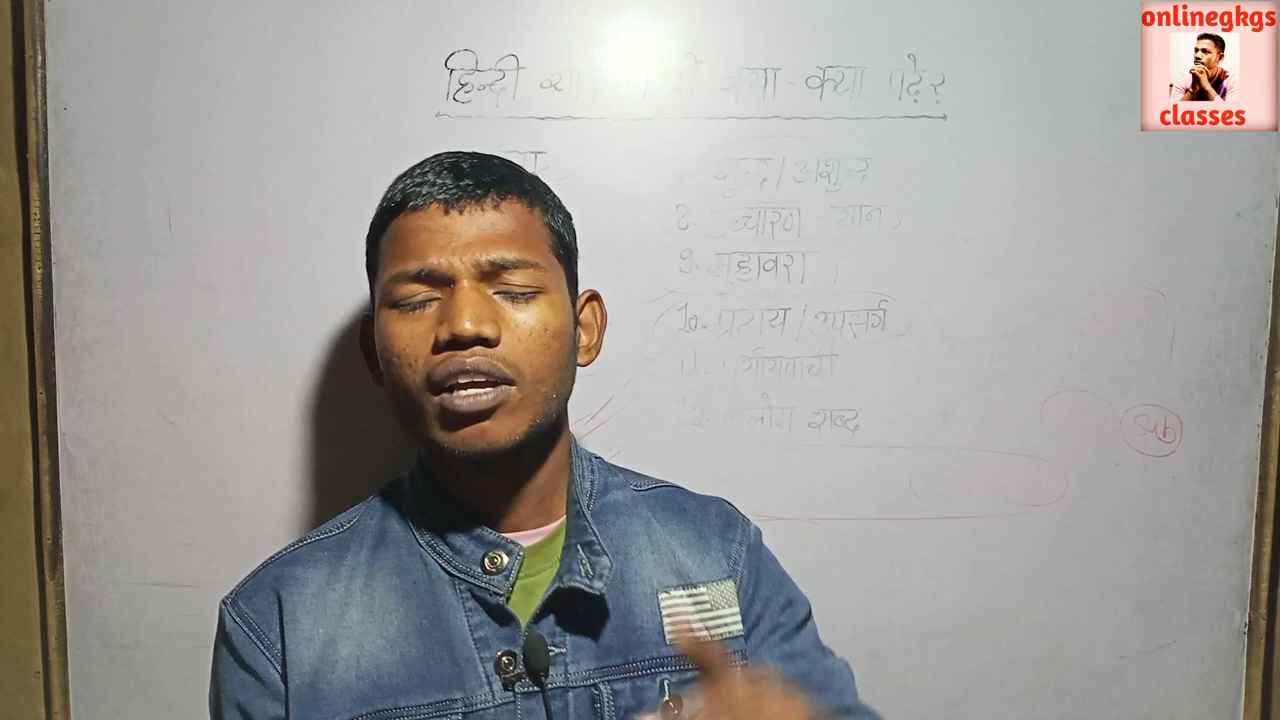 onlinegkgs
classes
हिन्दी में क्या-क्या पढ़े?
शुद्ध/अशुद्ध
8. उच्चारण स्थान,
9. मुहावरा
10. प्रत्यय/उपसर्ग
11. पर्यायवाची
12. विलोम शब्द
Sub